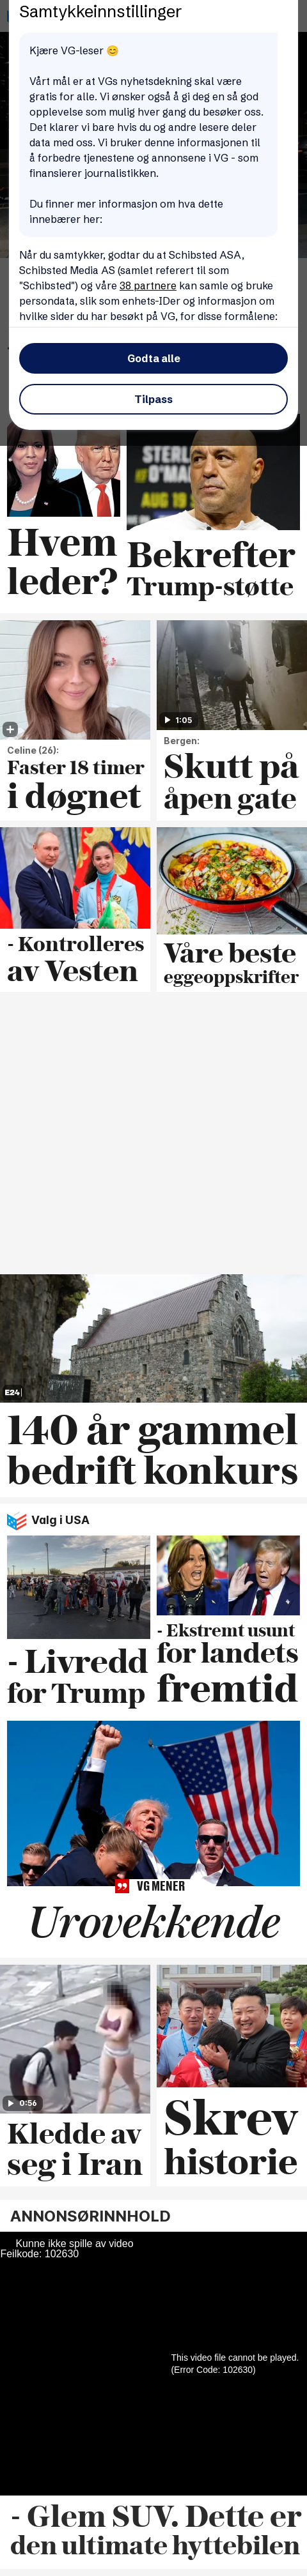 Samtykkeinnstillinger
Kjære VG-leser 😊
Vårt mål er at VGs nyhetsdekning skal være
gratis for alle. Vi ønsker også å gi deg en så god
opplevelse som mulig hver gang du besøker oss.
Det klarer vi bare hvis du og andre lesere deler
data med oss. Vi bruker denne informasjonen til
å forbedre tjenestene og annonsene i VG - som
finansierer journalistikken.
Du finner mer informasjon om hva dette
innebærer her:
Når du samtykker, godtar du at Schibsted ASA,
Schibsted Media AS (samlet referert til som
"Schibsted") og våre 38 partnere kan samle og bruke
persondata, slik som enhets-IDer og informasjon om
hvilke sider du har besøkt på VG, for disse formålene:
Godta alle
Tilpass
AUG 19
Hvem
leder?
Bekrefter
Trump-støtte
Celine (26):
Faster 18 timer
i døgnet
1:05
Bergen:
Skutt på
åpen gate
- Kontrolleres
av Vesten
Våre beste
eggeoppskrifter
E24
140 år gammel
bedrift konkurs
Valg i USA
- Livredd
for Trump
- Ekstremt usunt
for landets
fremtid
VG MENER
Urovekkende
0:56
Kledde av
seg i Iran
Skrev
historie
ANNONSØRINNHOLD
Kunne ikke spille av video
Feilkode: 102630
This video file cannot be played.
(Error Code: 102630)
- Glem SUV. Dette er
den ultimate hyttebilen